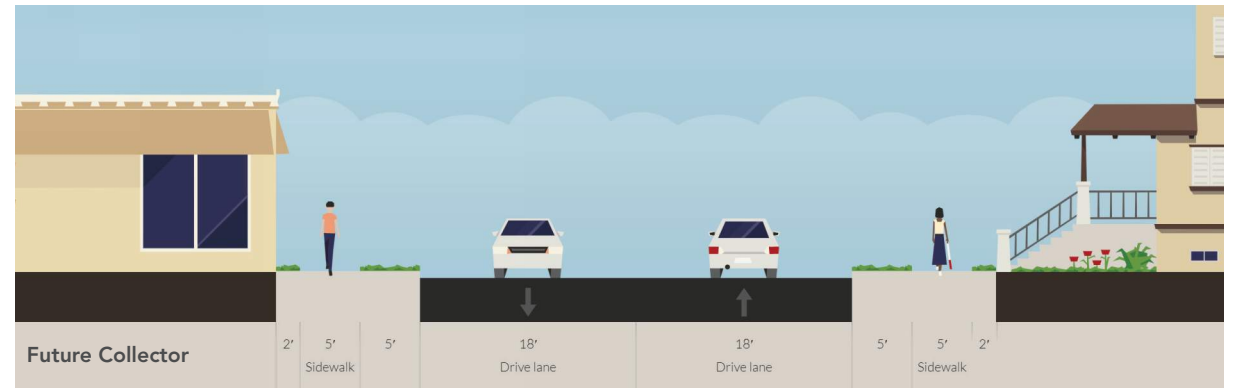 Future Collector
2’
5’
Sidewalk
5’
18’
Drive lane
18’
Drive lane
5’
5’
Sidewalk
2’